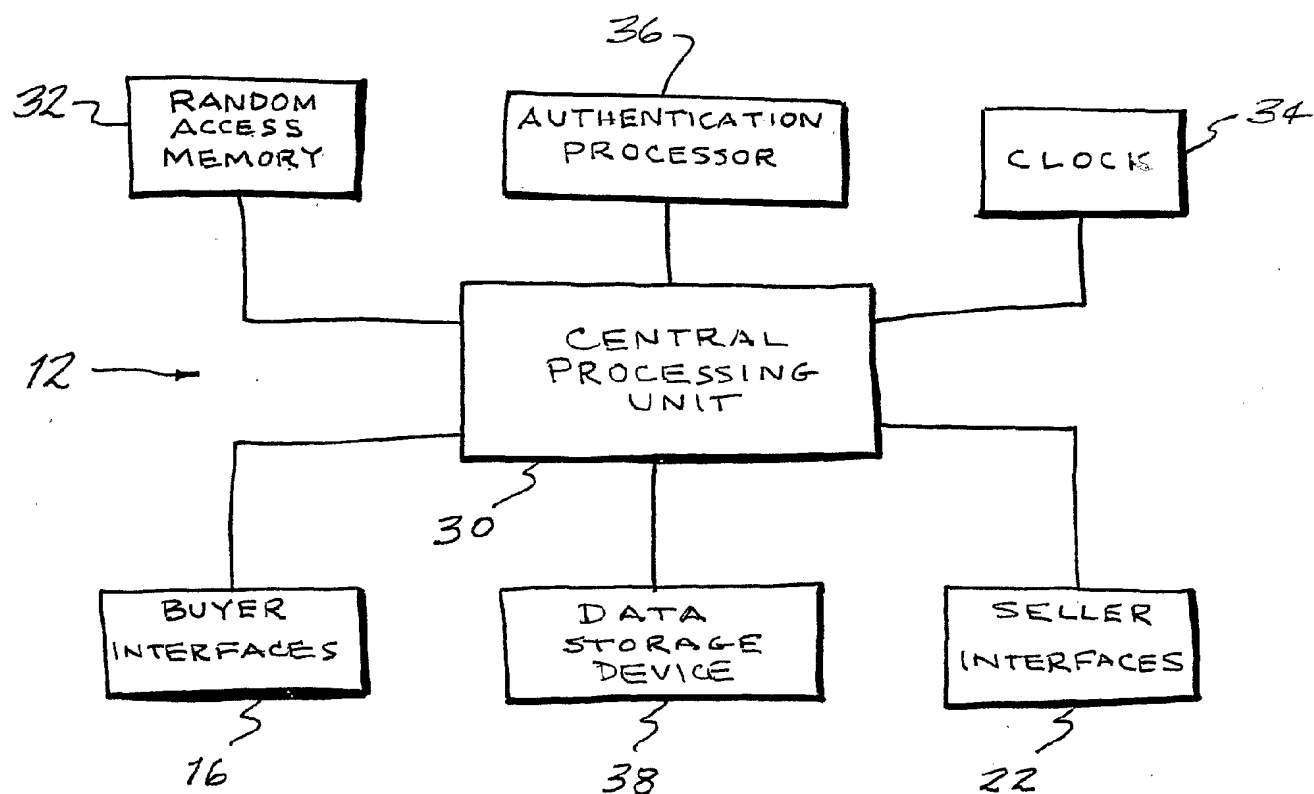 36
32
RANDOM
ACCESS
MEMORY
AUTHENTICATION
PROCESSOR
CLOCK
34
12
CENTRAL
PROCESSING
UNIT
30
BUYER
INTERFACES
DATA
STORAGE
DEVICE
SELLER
INTERFACES
16
38
22